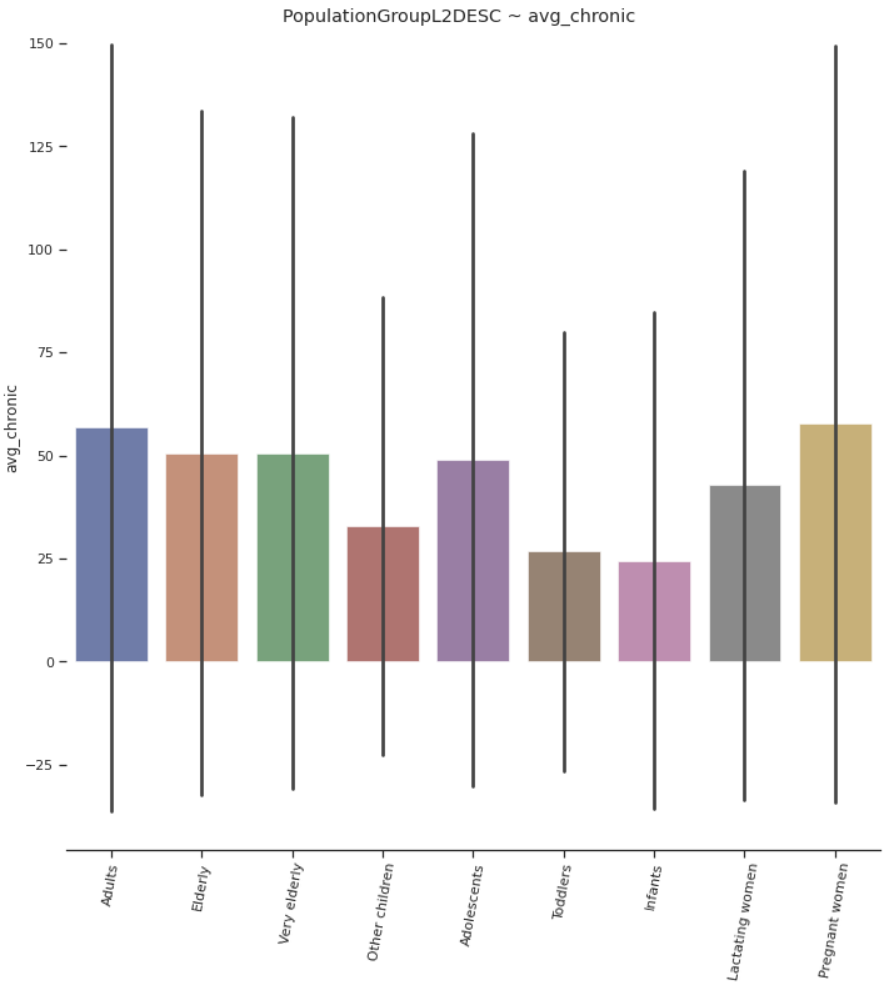 PopulationGroupL2DESC ~ avg_chronic
150
125
100
75
50
25
0
−25
avg_chronic
Adults
Elderly
Very elderly
Other children
Adolescents
Toddlers
Infants
Lactating women
Pregnant women